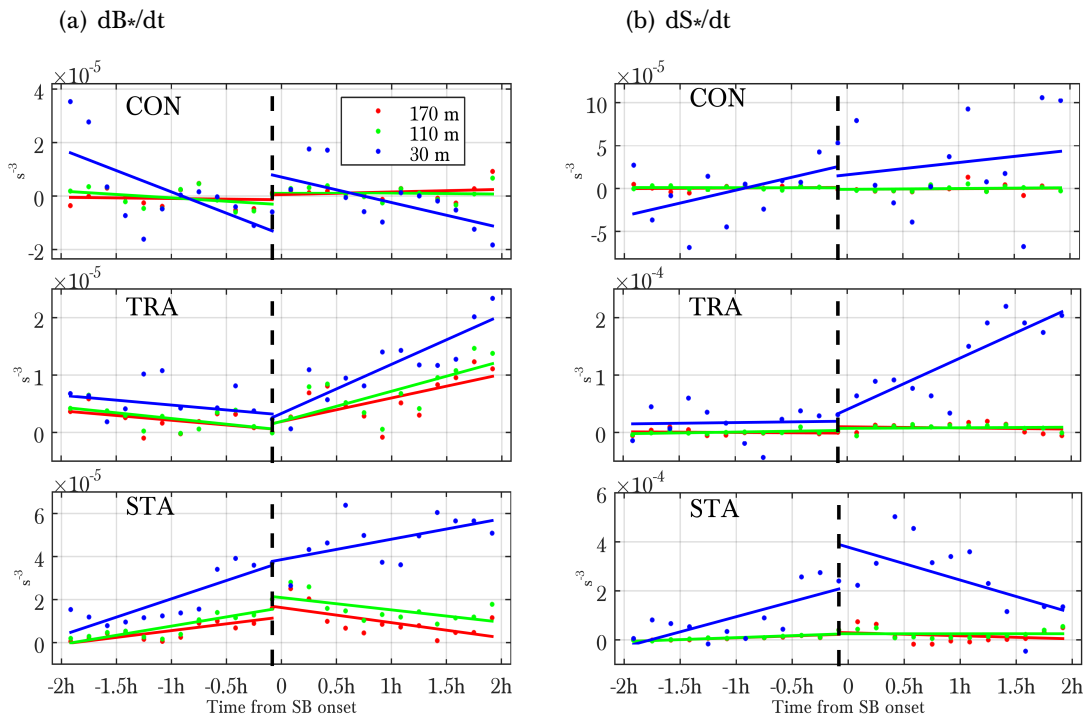 (a) dB*/dt
(b) dS*/dt
×10-5
CON
170 m
110 m
30 m
4
2
0
-2
s-3
×10-5
CON
10
5
0
-5
s-3
×10-5
TRA
2
1
0
s-3
×10-4
TRA
2
1
0
s-3
×10-5
STA
6
4
2
0
s-3
×10-4
STA
6
4
2
0
s-3
-2h -1.5h -1h -0.5h 0 0.5h 1h 1.5h 2h
Time from SB onset
-2h -1.5h -1h -0.5h 0 0.5h 1h 1.5h 2h
Time from SB onset